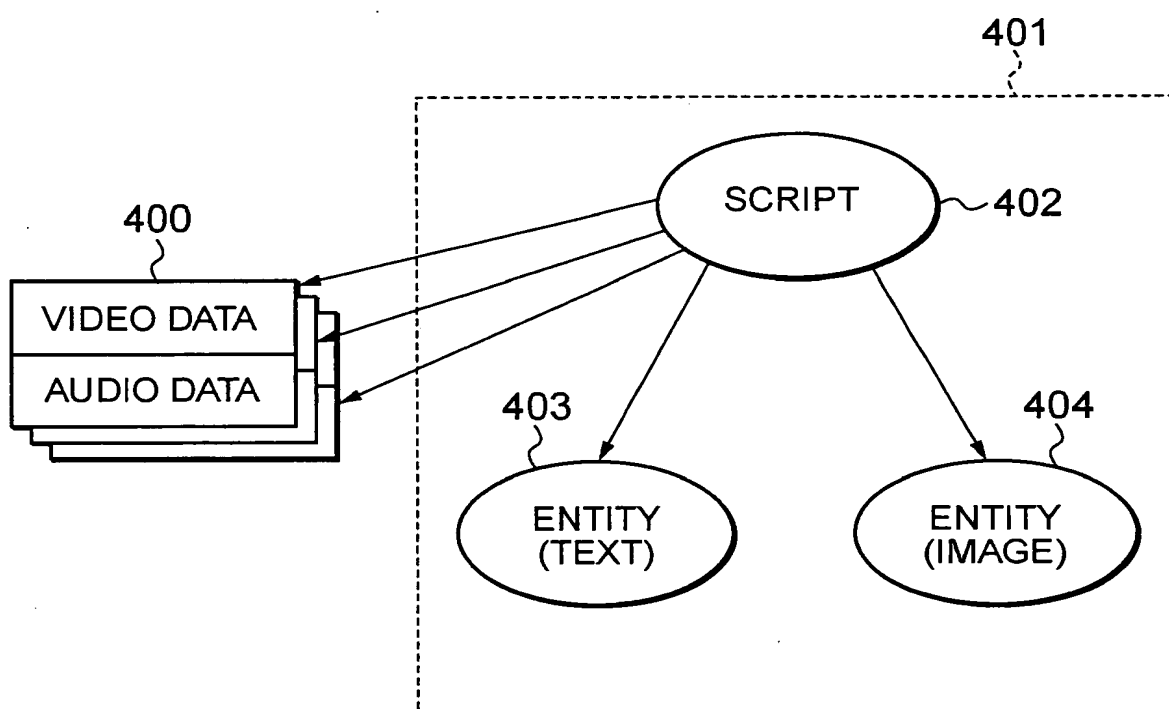 401
SCRIPT
402
400
VIDEO DATA
AUDIO DATA
403
404
ENTITY
(TEXT)
ENTITY
(IMAGE)